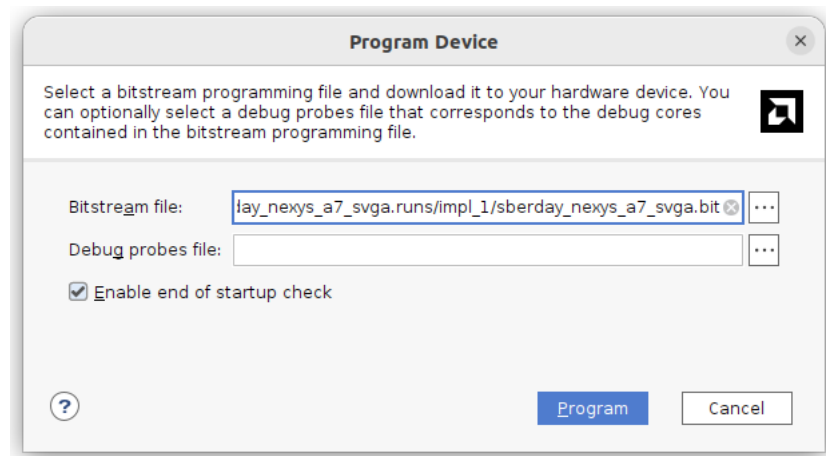 Program Device
Select a bitstream programming file and download it to your hardware device. You
can optionally select a debug probes file that corresponds to the debug cores
contained in the bitstream programming file.
Bitstream file: day_nexys_a7_svga.runs/impl_1/sberday_nexys_a7_svga.bit ...
Debug probes file: ...
Enable end of startup check
? Program Cancel